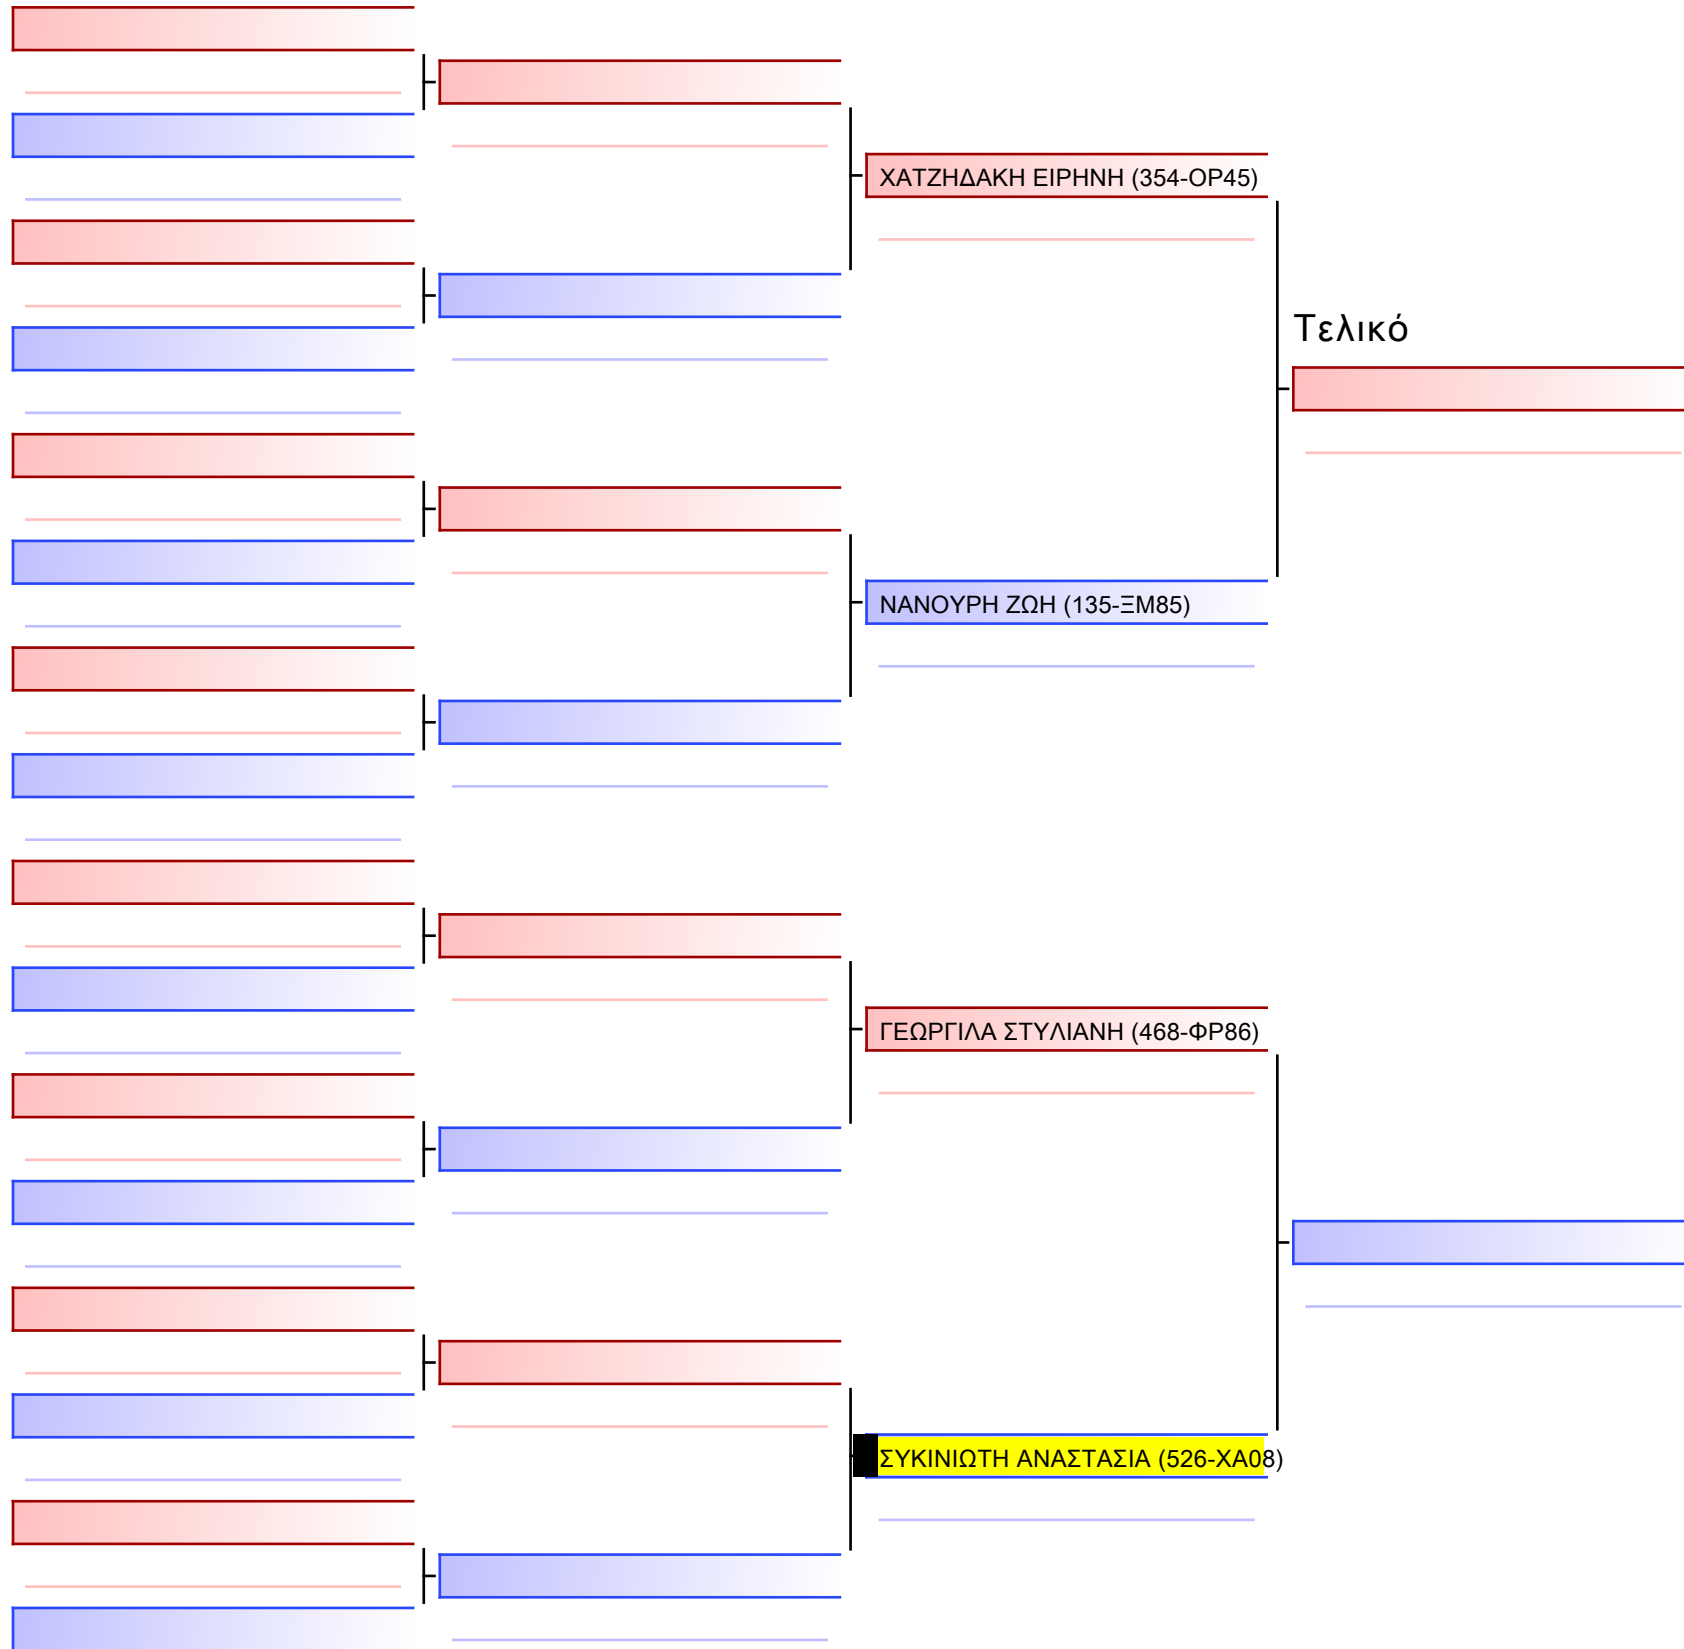 ΧΑΤΖΗΔΑΚΗ ΕΙΡΗΝΗ (354-ΟΡ45)
Τελικό
ΝΑΝΟΥΡΗ ΖΩΗ (135-ΞΜ85)
ΓΕΩΡΓΙΛΑ ΣΤΥΛΙΑΝΗ (468-ΦΡ86)
ΣΥΚΙΝΙΩΤΗ ΑΝΑΣΤΑΣΙΑ (526-ΧΑ08)